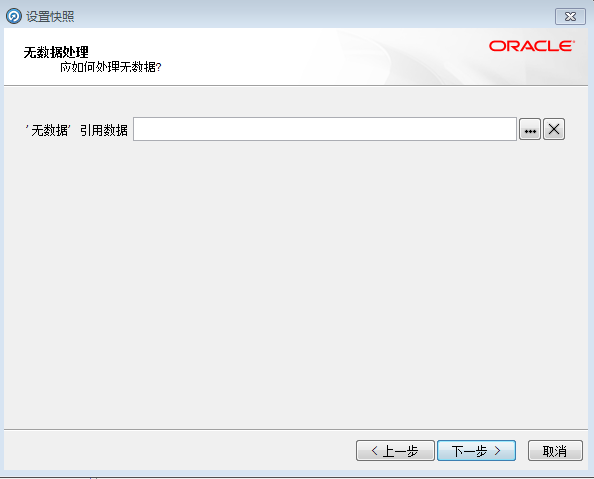 设置快照
无数据处理
应如何处理无数据?
ORACLE
'无数据' 引用数据
...
<上一步
下一步 >
取消